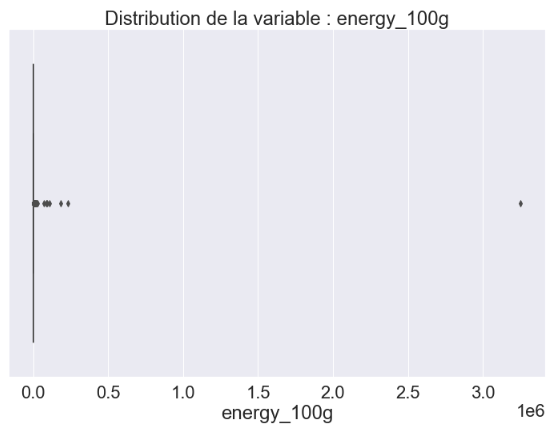 Distribution de la variable : energy_100g
0.0 0.5 1.0 1.5 2.0 2.5 3.0
energy_100g
1e6